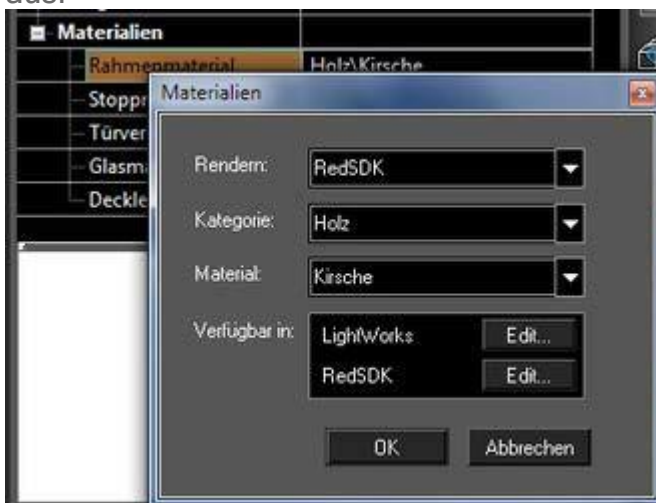 Materialien
Rahmenmaterial Holz\Kirsche
Materialien
Rendern: RedSDK
Kategorie: Holz
Material: Kirsche
Verfügbar in: LightWorks Edit...
RedSDK Edit...
OK Abbrechen